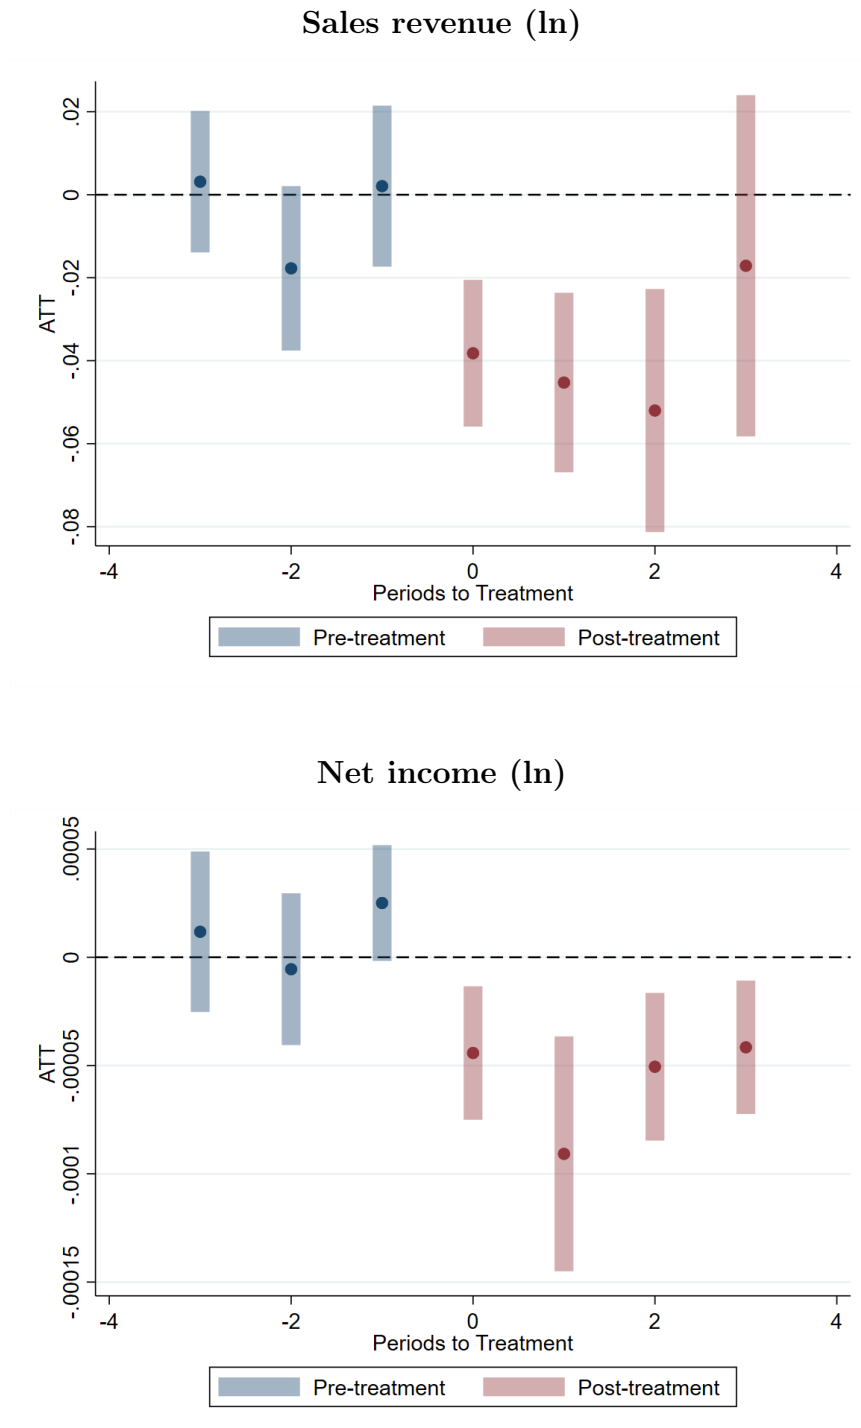 Sales revenue (ln)
ATT
.02
0
-.02
-.04
-.06
-.08
-4 -2 0 2 4
Periods to Treatment
Pre-treatment Post-treatment
Net income (ln)
ATT
.00005
0
-.00005
-.0001
-.00015
-4 -2 0 2 4
Periods to Treatment
Pre-treatment Post-treatment